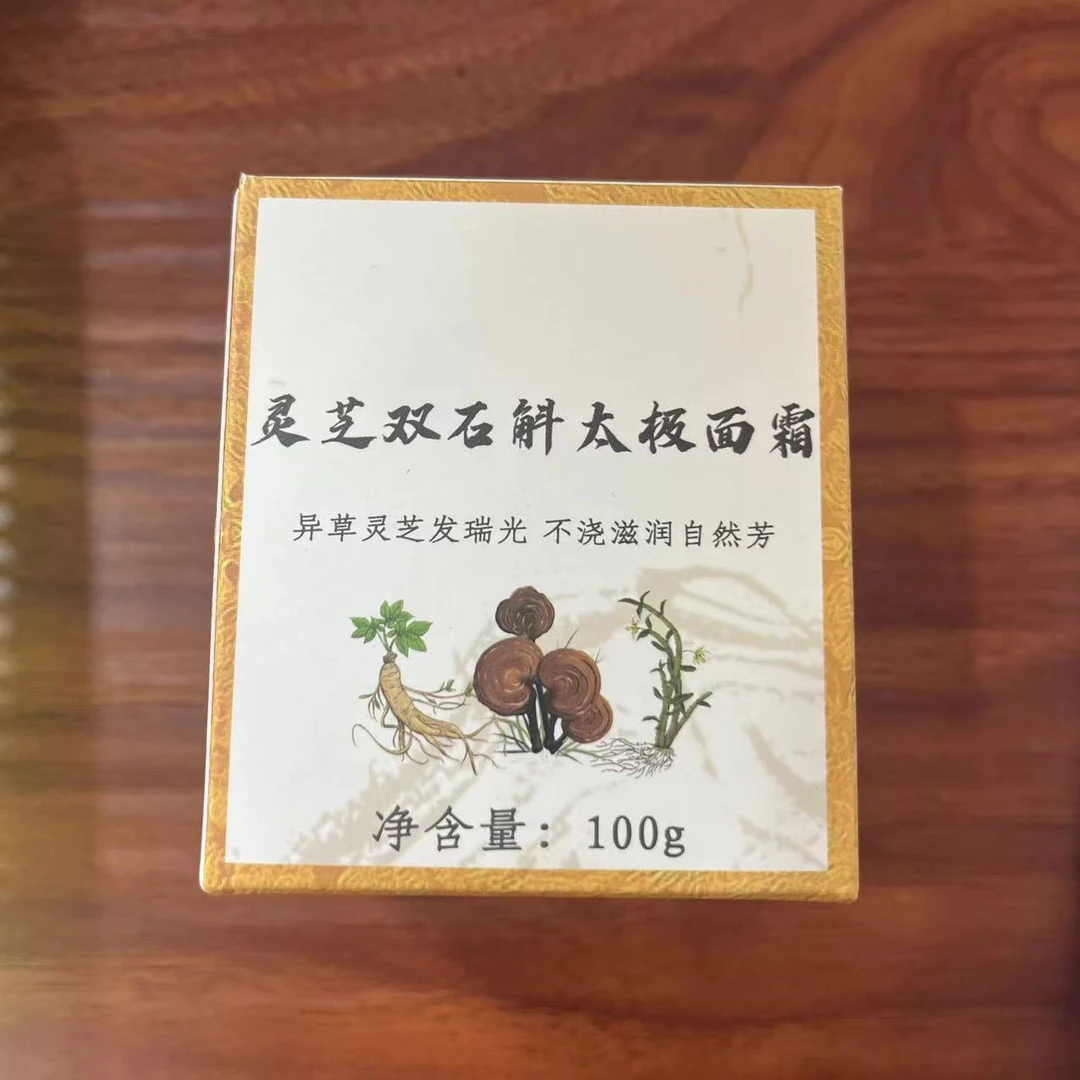 灵芝双石斛太极面霜
异草灵芝发瑞光 不浇滋润自然芳
净含量：100g